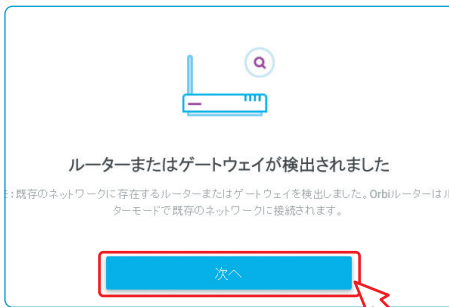 ルーターまたはゲートウェイが検出されました
:既存のネットワークに存在するルーターまたはゲートウェイを検出しました。Orbiルーターは
ターモードで既存のネットワークに接続されます。
次へ